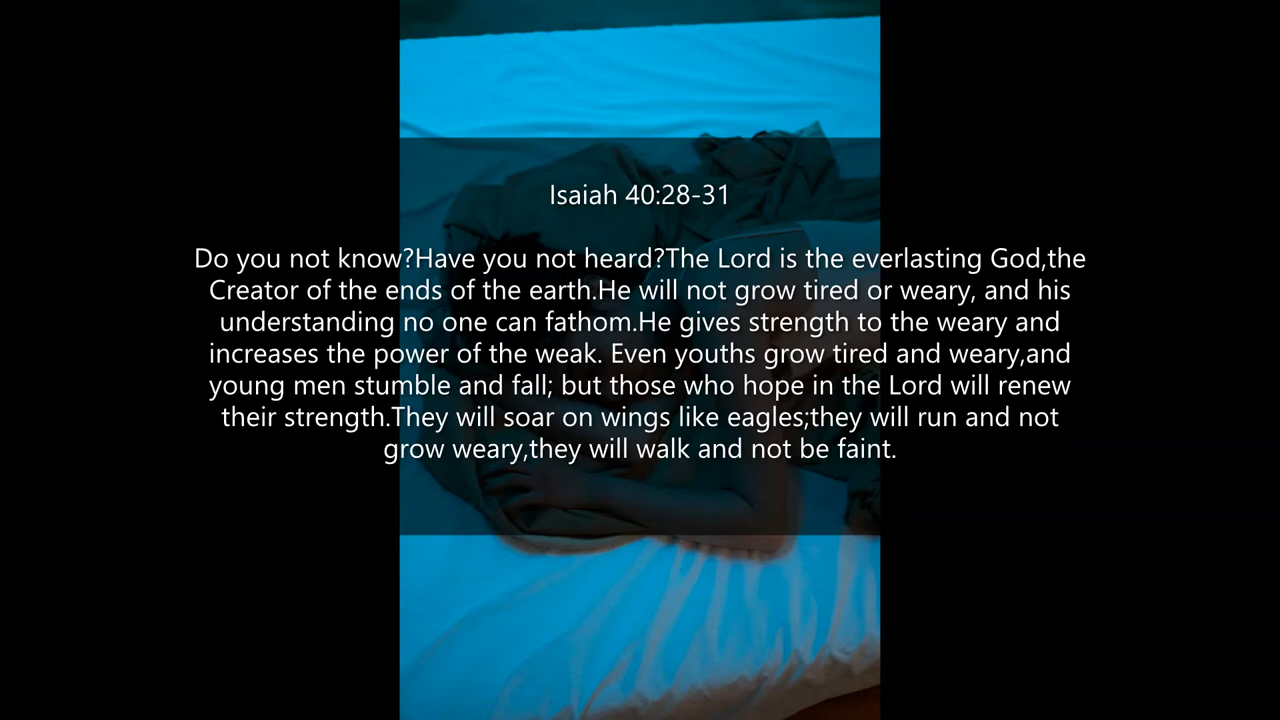 Isaiah 40:28-31
Do you not know?Have you not heard?The Lord is the everlasting God,the
Creator of the ends of the earth.He will not grow tired or weary, and his
understanding no one can fathom.He gives strength to the weary and
increases the power of the weak. Even youths grow tired and weary,and
young men stumble and fall; but those who hope in the Lord will renew
their strength.They will soar on wings like eagles;they will run and not
grow weary,they will walk and not be faint.